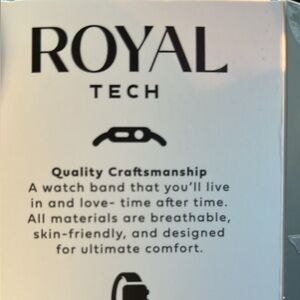 ROYAL
TECH
Quality Craftsmanship
A watch band that you'll live
in and love- time after time.
All materials are breathable,
skin-friendly, and designed
for ultimate comfort.